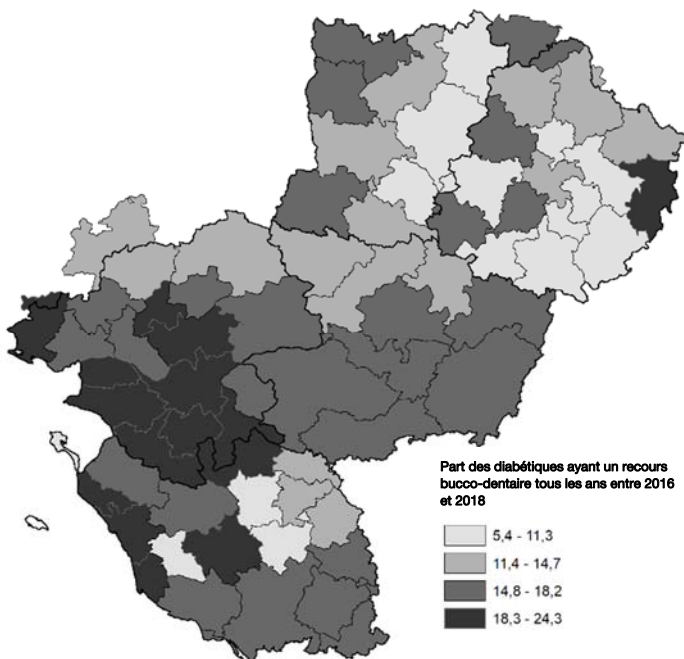 Part des diabétiques ayant un recours
bucco-dentaire tous les ans entre 2016
et 2018
5,4 - 11,3
11,4 - 14,7
14,8 - 18,2
18,3 - 24,3